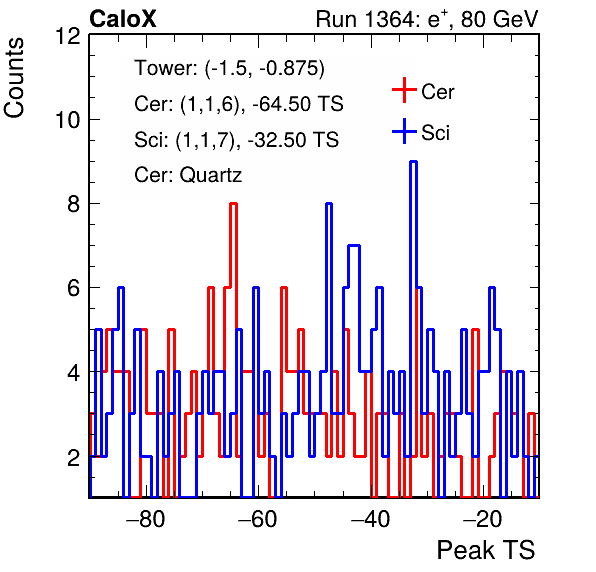 CaloX Run 1364: e⁺, 80 GeV
Counts
12
10
8
6
4
2
Tower: (-1.5, -0.875)
Cer: (1,1,6), -64.50 TS
Sci: (1,1,7), -32.50 TS
Cer: Quartz
Cer
Sci
−80 −60 −40 −20
Peak TS